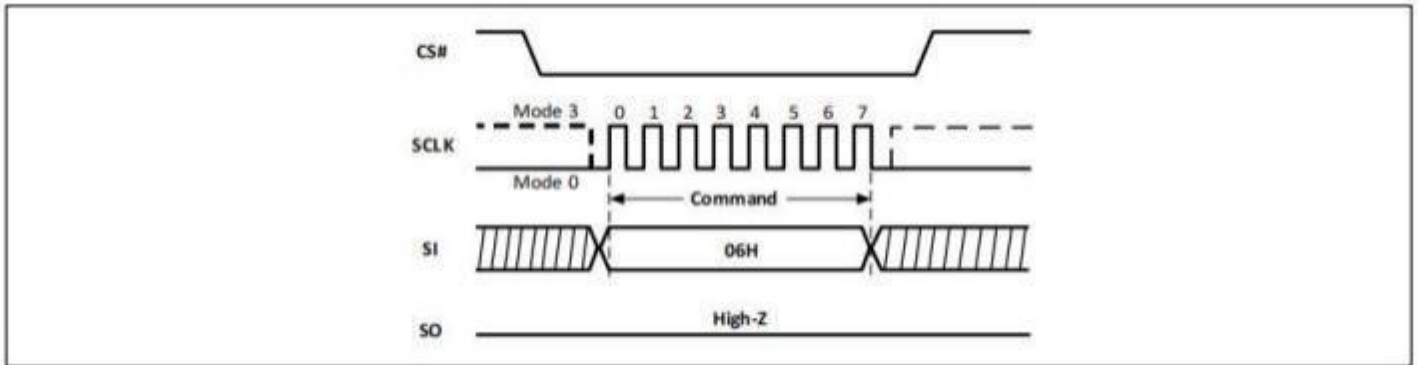 CS#
Mode 3 0 1 2 3 4 5 6 7
SCLK
Mode 0
Command
SI 06H
High-Z
SO